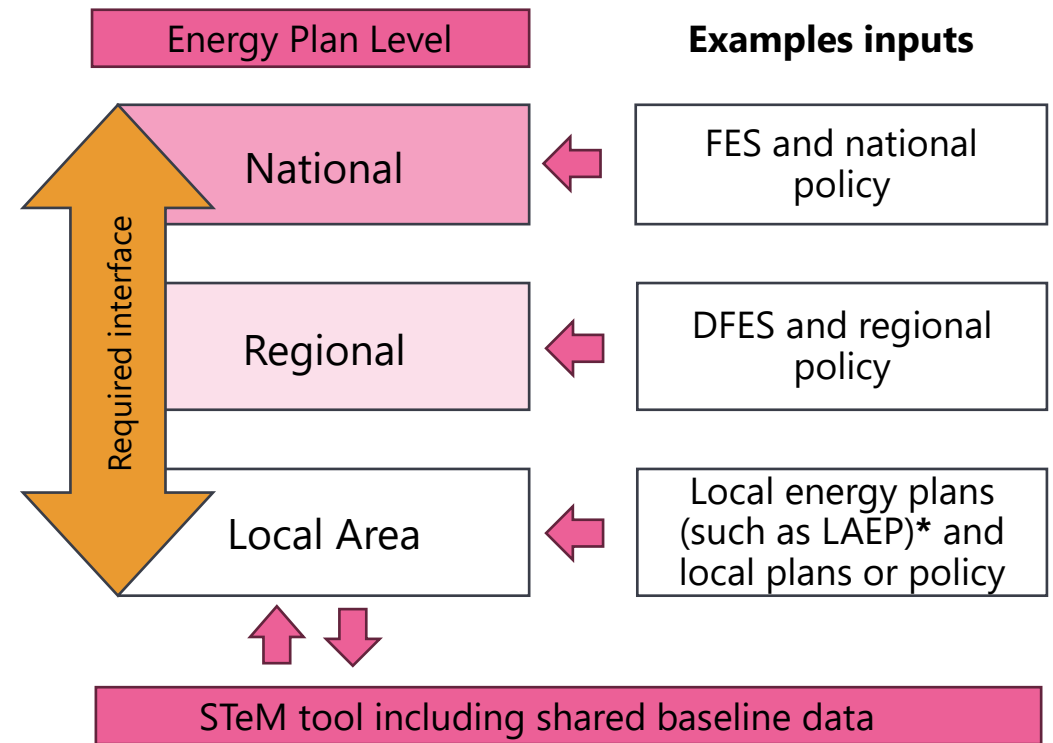 Energy Plan Level
Examples inputs
National
FES and national
policy
Required interface
Regional
DFES and regional
policy
Local Area
Local energy plans
(such as LAEP)* and
local plans or policy
STeM tool including shared baseline data